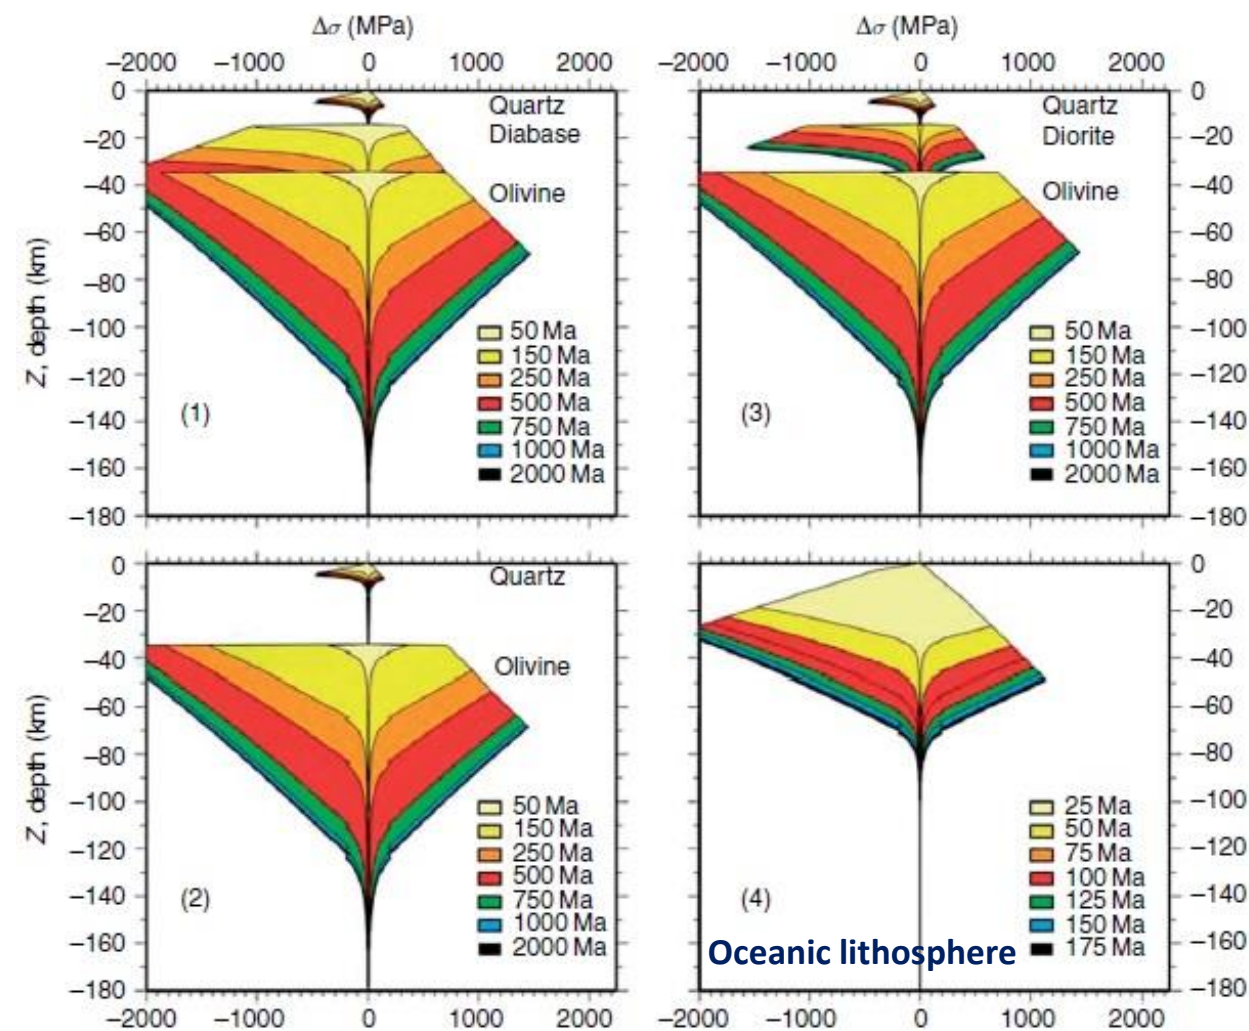 Δσ (MPa)
Δσ (MPa)
−2000 −1000 0 1000 2000
−2000 −1000 0 1000 2000
Z, depth (km)
0
−20
−40
−60
−80
−100
−120
−140
−160
−180
Quartz
Diabase
Olivine
50 Ma
150 Ma
250 Ma
500 Ma
750 Ma
1000 Ma
2000 Ma
(1)
Quartz
Diorite
Olivine
50 Ma
150 Ma
250 Ma
500 Ma
750 Ma
1000 Ma
2000 Ma
(3)
0
−20
−40
−60
−80
−100
−120
−140
−160
−180
Z, depth (km)
0
−20
−40
−60
−80
−100
−120
−140
−160
−180
Quartz
Olivine
50 Ma
150 Ma
250 Ma
500 Ma
750 Ma
1000 Ma
2000 Ma
(2)
25 Ma
50 Ma
75 Ma
100 Ma
125 Ma
150 Ma
175 Ma
(4)
Oceanic lithosphere
0
−20
−40
−60
−80
−100
−120
−140
−160
−180
−2000 −1000 0 1000 2000
−2000 −1000 0 1000 2000